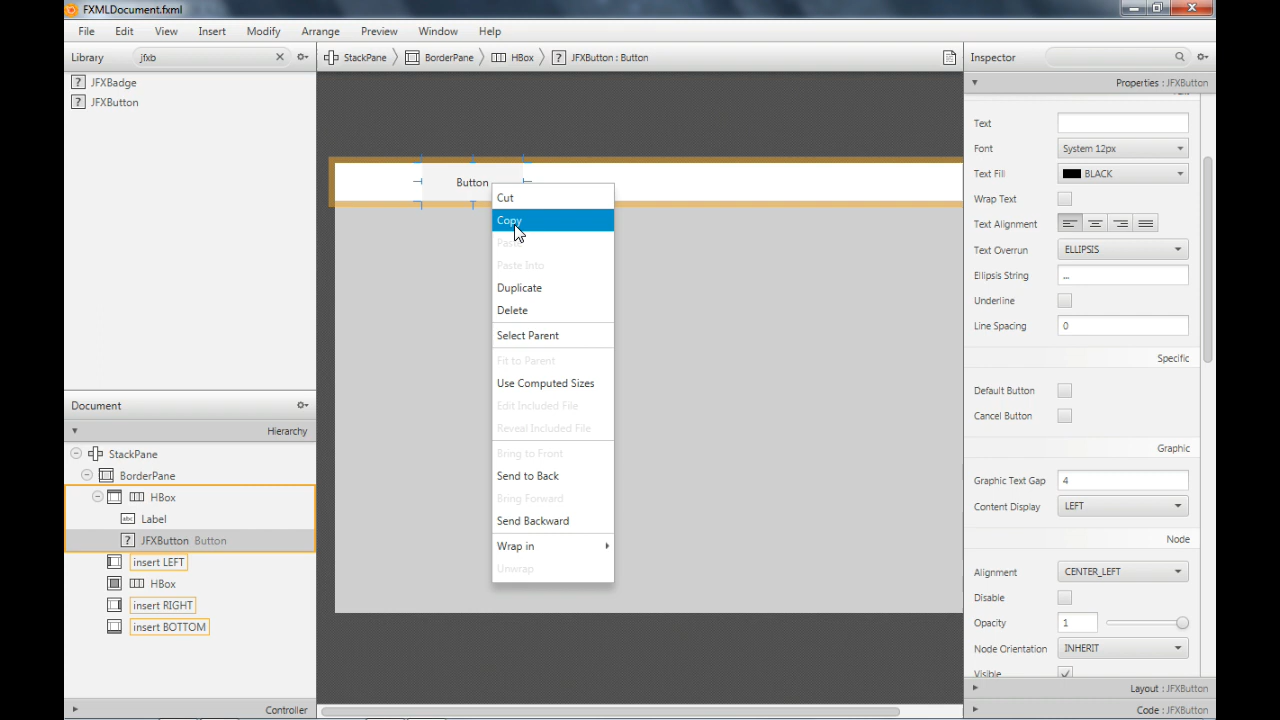 FXMLDocument.fxml
File Edit View Insert Modify Arrange Preview Window Help
Library jfxb
StackPane BorderPane HBox JFXButton : Button
Inspector
JFXBadge
JFXButton
Properties : JFXButton
Text
Font System 12px
Text Fill BLACK
Wrap Text
Text Alignment
Text Overrun ELLIPSIS
Ellipsis String ...
Underline
Line Spacing 0
Specific
Default Button
Cancel Button
Graphic
Graphic Text Gap 4
Content Display LEFT
Node
Alignment CENTER_LEFT
Disable
Opacity 1
Node Orientation INHERIT
Visible
Layout : JFXButton
Code : JFXButton
Button
Cut
Copy
Paste
Paste Into
Duplicate
Delete
Select Parent
Fit to Parent
Use Computed Sizes
Edit Included File
Reveal Included File
Bring to Front
Send to Back
Bring Forward
Send Backward
Wrap in
Unwrap
Document
Hierarchy
StackPane
BorderPane
HBox
abc Label
JFXButton Button
insert LEFT
HBox
insert RIGHT
insert BOTTOM
Controller